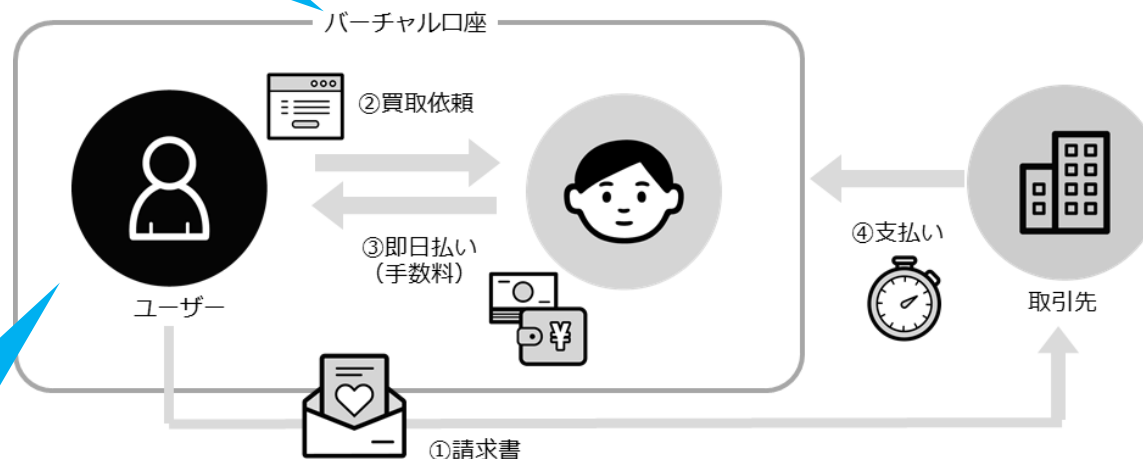 バーチャル口座
②買取依頼
③即日払い
（手数料）
¥
ユーザー
④支払い
取引先
①請求書